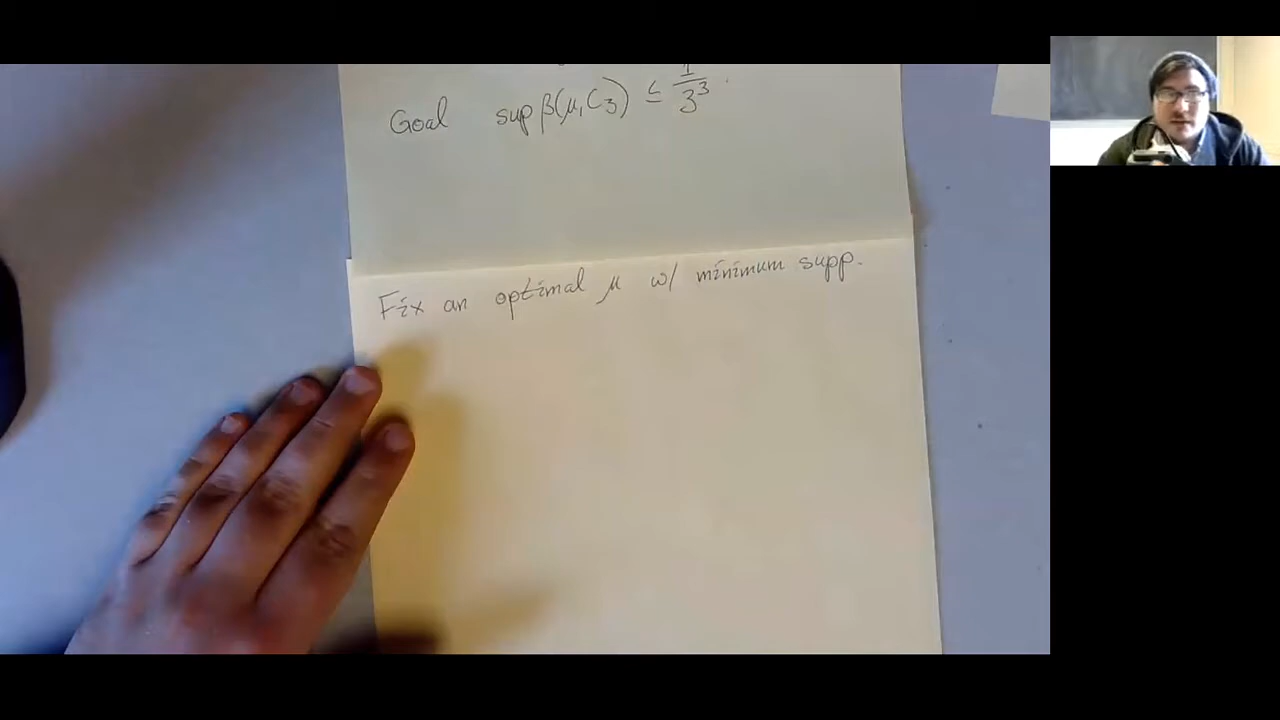 Goal sup β(μ, C₃) ≤ 1/3³.
Fix an optimal μ w/ minimum supp.